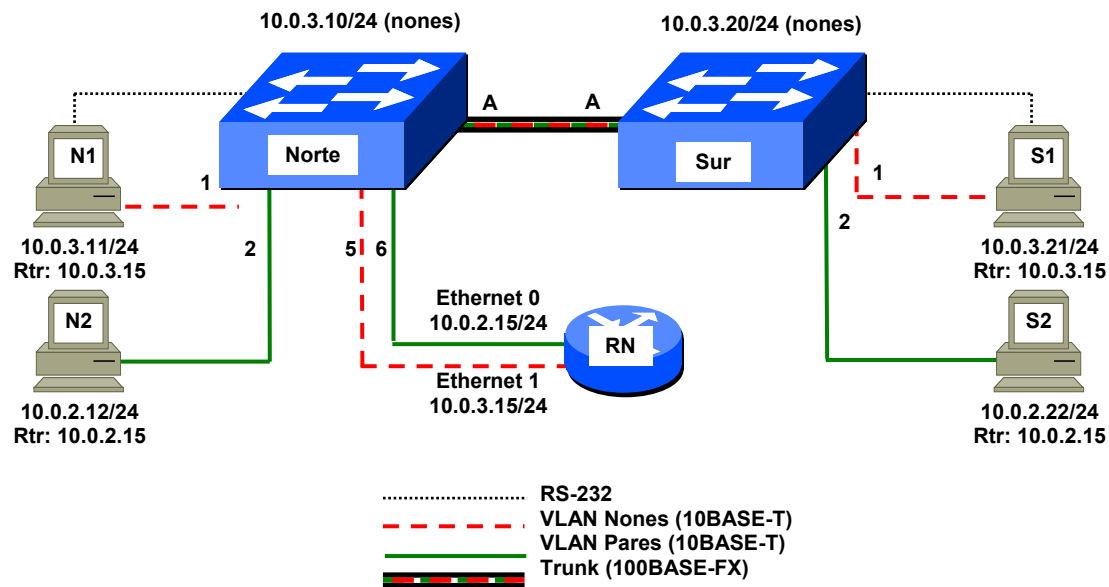 10.0.3.10/24 (nones)
10.0.3.20/24 (nones)
A
A
N1
Norte
Sur
S1
1
1
10.0.3.11/24
Rtr: 10.0.3.15
2
5
6
2
10.0.3.21/24
Rtr: 10.0.3.15
N2
Ethernet 0
10.0.2.15/24
RN
S2
Ethernet 1
10.0.3.15/24
10.0.2.12/24
Rtr: 10.0.2.15
10.0.2.22/24
Rtr: 10.0.2.15
RS-232
VLAN Nones (10BASE-T)
VLAN Pares (10BASE-T)
Trunk (100BASE-FX)